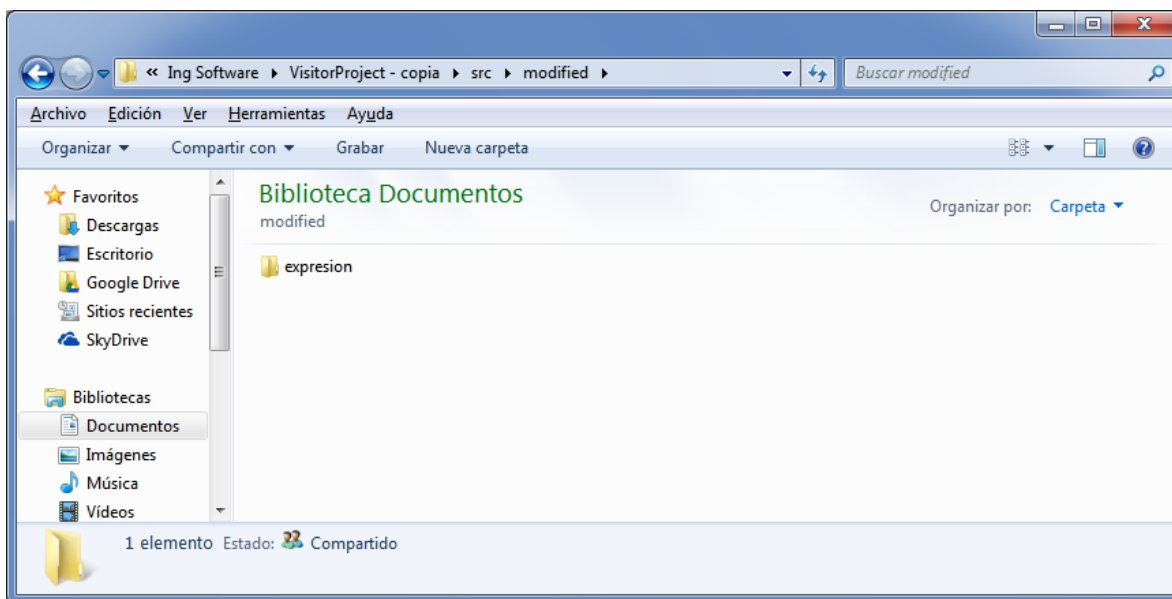 « Ing Software ▸ VisitorProject - copia ▸ src ▸ modified ▸ Buscar modified
Archivo Edición Ver Herramientas Ayuda
Organizar Compartir con Grabar Nueva carpeta
Favoritos
Descargas
Escritorio
Google Drive
Sitios recientes
SkyDrive
Bibliotecas
Documentos
Imágenes
Música
Vídeos
Biblioteca Documentos
modified
Organizar por: Carpeta
expresion
1 elemento Estado: Compartido